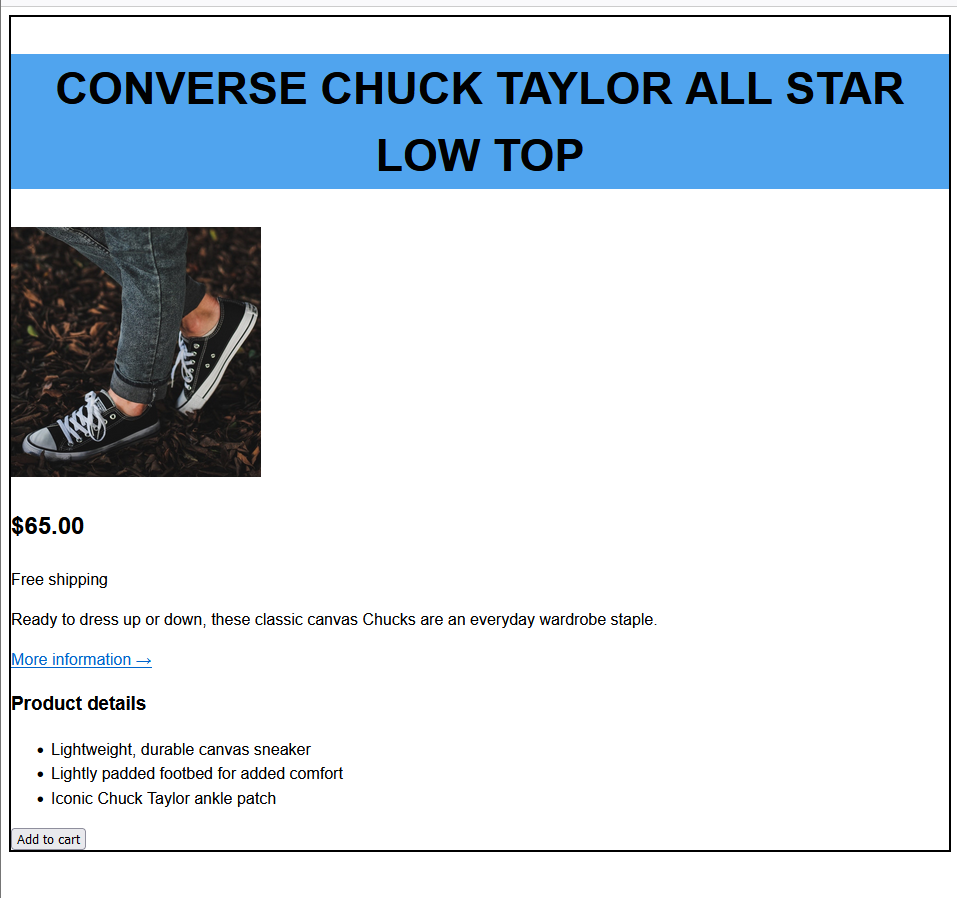 CONVERSE CHUCK TAYLOR ALL STAR
LOW TOP
$65.00
Free shipping
Ready to dress up or down, these classic canvas Chucks are an everyday wardrobe staple.
More information →
Product details
• Lightweight, durable canvas sneaker
• Lightly padded footbed for added comfort
• Iconic Chuck Taylor ankle patch
Add to cart